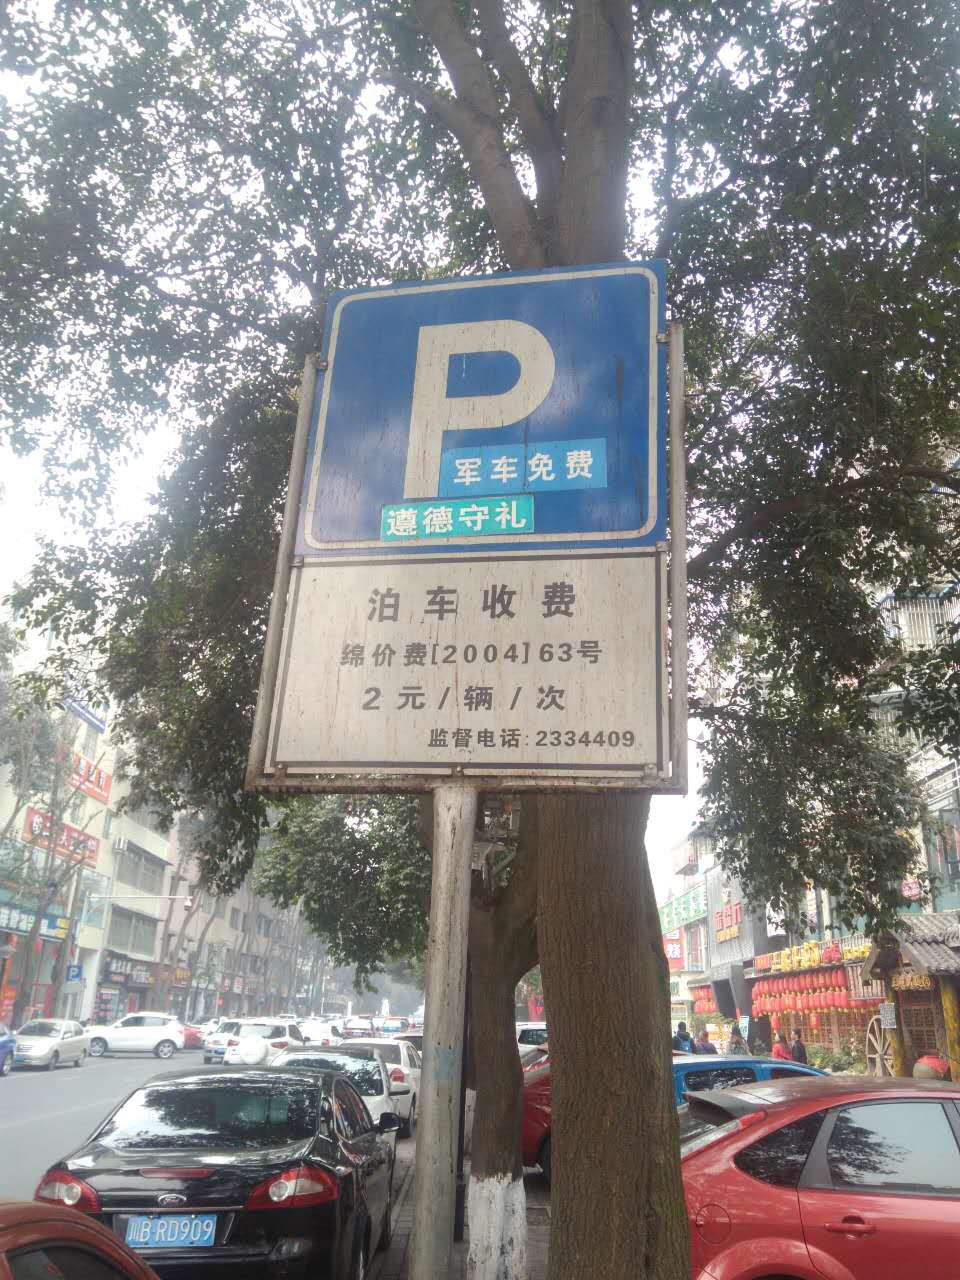 P
军车免费
遵德守礼
泊车收费
绵价费[2004]63号
2元/辆/次
监督电话:2334409
P
川B·RD909